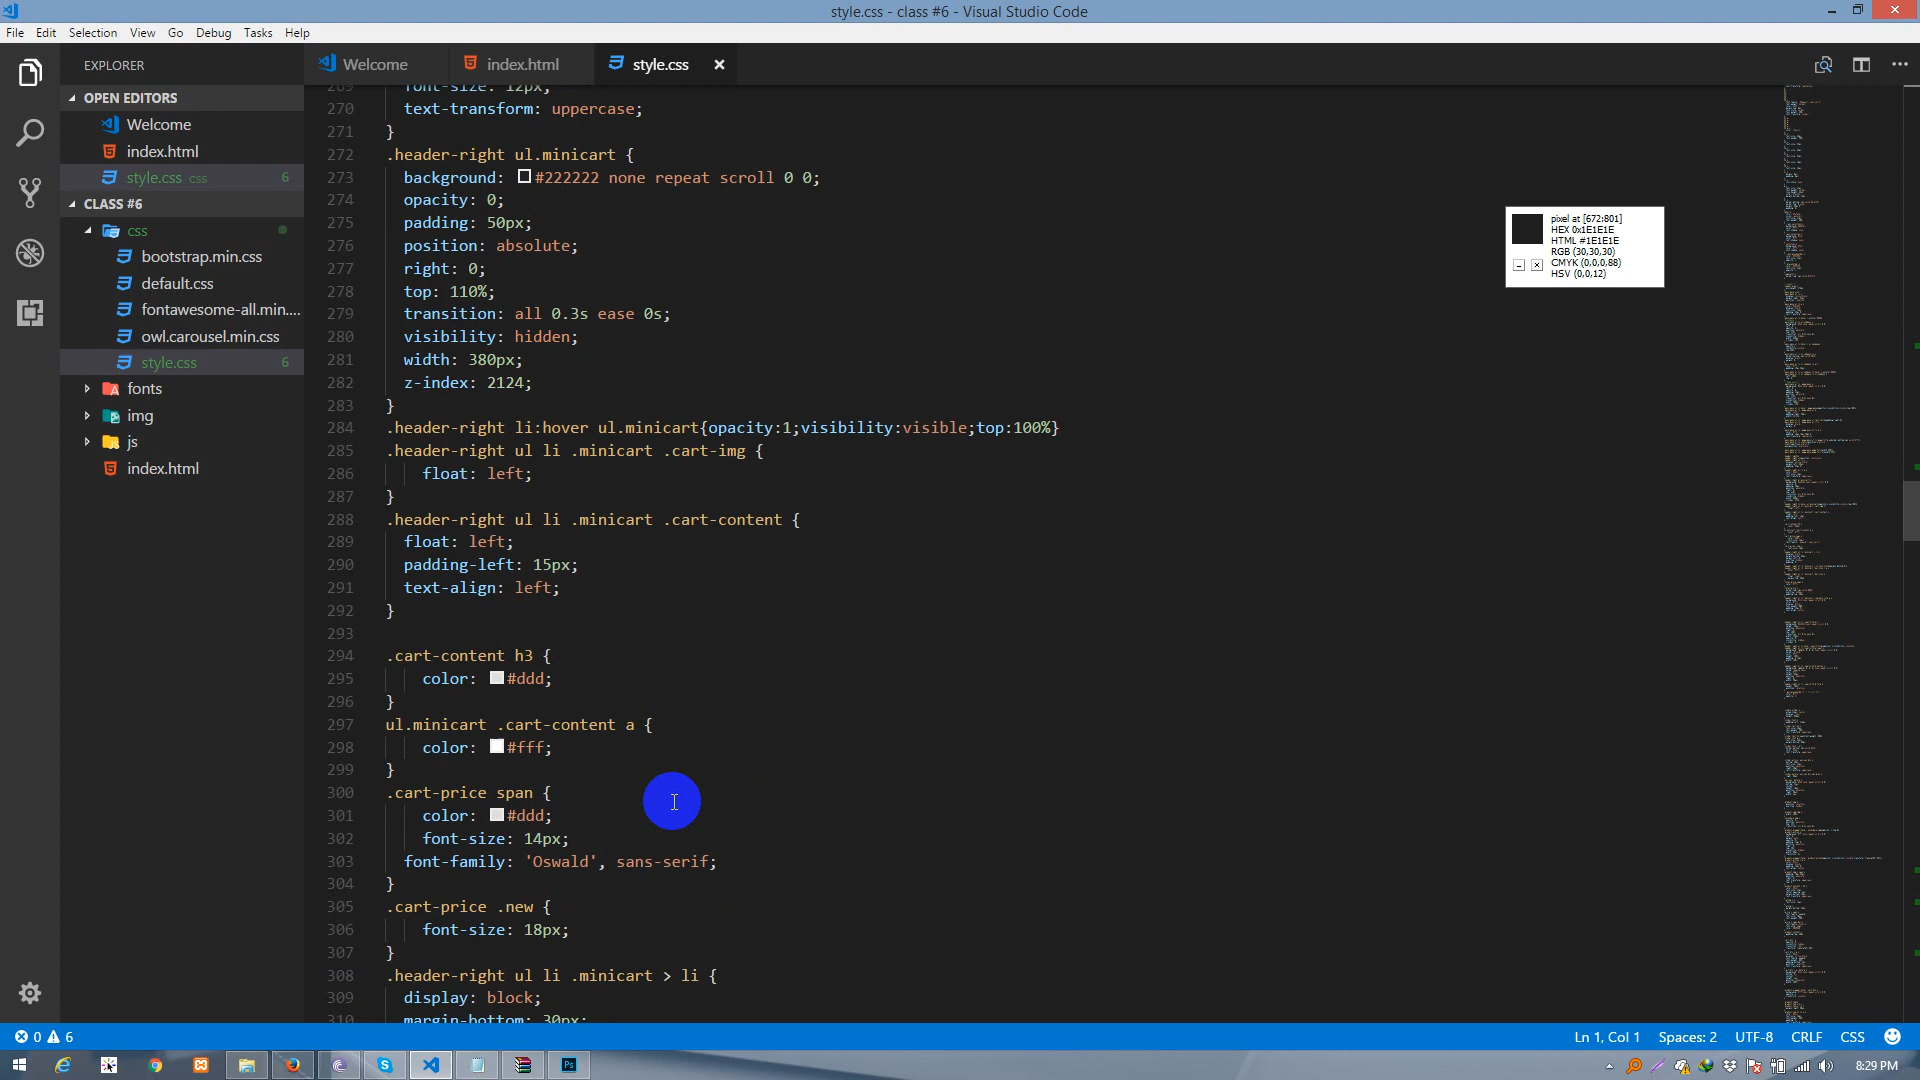 style.css - class #6 - Visual Studio Code
File Edit Selection View Go Debug Tasks Help
EXPLORER
Welcome
index.html
style.css
OPEN EDITORS
Welcome
index.html
style.css css 6
CLASS #6
css
bootstrap.min.css
default.css
fontawesome-all.min....
owl.carousel.min.css
style.css 6
fonts
img
js
index.html
269 font-size: 12px;
270 text-transform: uppercase;
271 }
272 .header-right ul.minicart {
273 background: #222222 none repeat scroll 0 0;
274 opacity: 0;
275 padding: 50px;
276 position: absolute;
277 right: 0;
278 top: 110%;
279 transition: all 0.3s ease 0s;
280 visibility: hidden;
281 width: 380px;
282 z-index: 2124;
283 }
284 .header-right li:hover ul.minicart{opacity:1;visibility:visible;top:100%}
285 .header-right ul li .minicart .cart-img {
286 float: left;
287 }
288 .header-right ul li .minicart .cart-content {
289 float: left;
290 padding-left: 15px;
291 text-align: left;
292 }
293
294 .cart-content h3 {
295 color: #ddd;
296 }
297 ul.minicart .cart-content a {
298 color: #fff;
299 }
300 .cart-price span {
301 color: #ddd;
302 font-size: 14px;
303 font-family: 'Oswald', sans-serif;
304 }
305 .cart-price .new {
306 font-size: 18px;
307 }
308 .header-right ul li .minicart > li {
309 display: block;
310 margin-bottom: 30px;
pixel at [672:801]
HEX 0x1E1E1E
HTML #1E1E1E
RGB (30,30,30)
CMYK (0,0,0,88)
HSV (0,0,12)
0 6
Ln 1, Col 1 Spaces: 2 UTF-8 CRLF CSS
8:29 PM